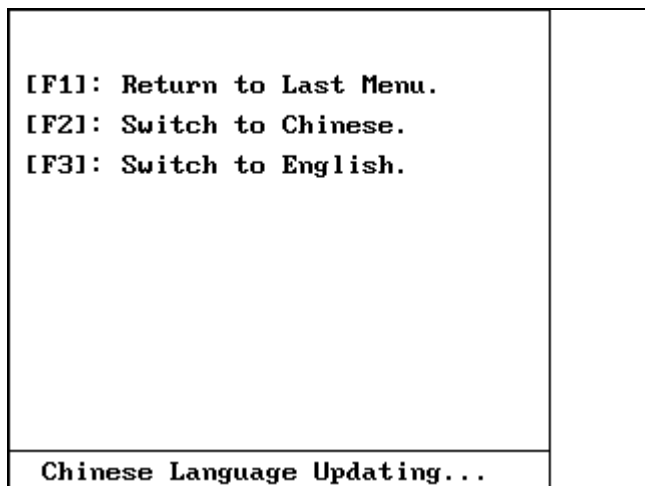 [F1]: Return to Last Menu.
[F2]: Switch to Chinese.
[F3]: Switch to English.
Chinese Language Updating...